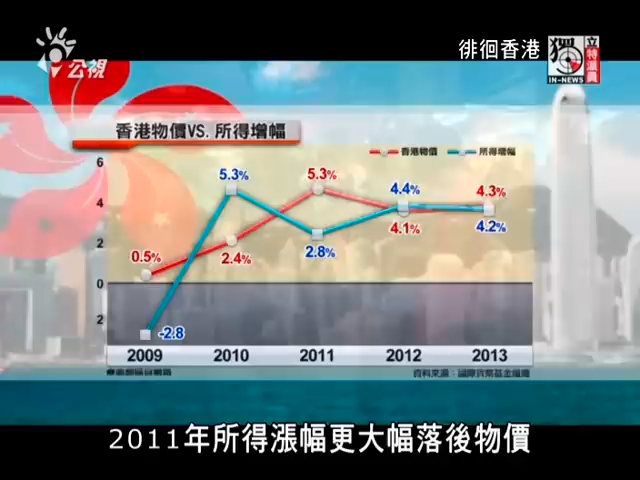 徘徊香港
獨
立特派員
IN-NEWS
公視
香港物價VS. 所得增幅
香港物價
所得增幅
6
4
2
0
2
0.5%
2.4%
5.3%
4.1%
4.3%
-2.8
5.3%
2.8%
4.4%
4.2%
2009 2010 2011 2012 2013
資料來源：國際貨幣基金組織
2011年所得漲幅更大幅落後物價